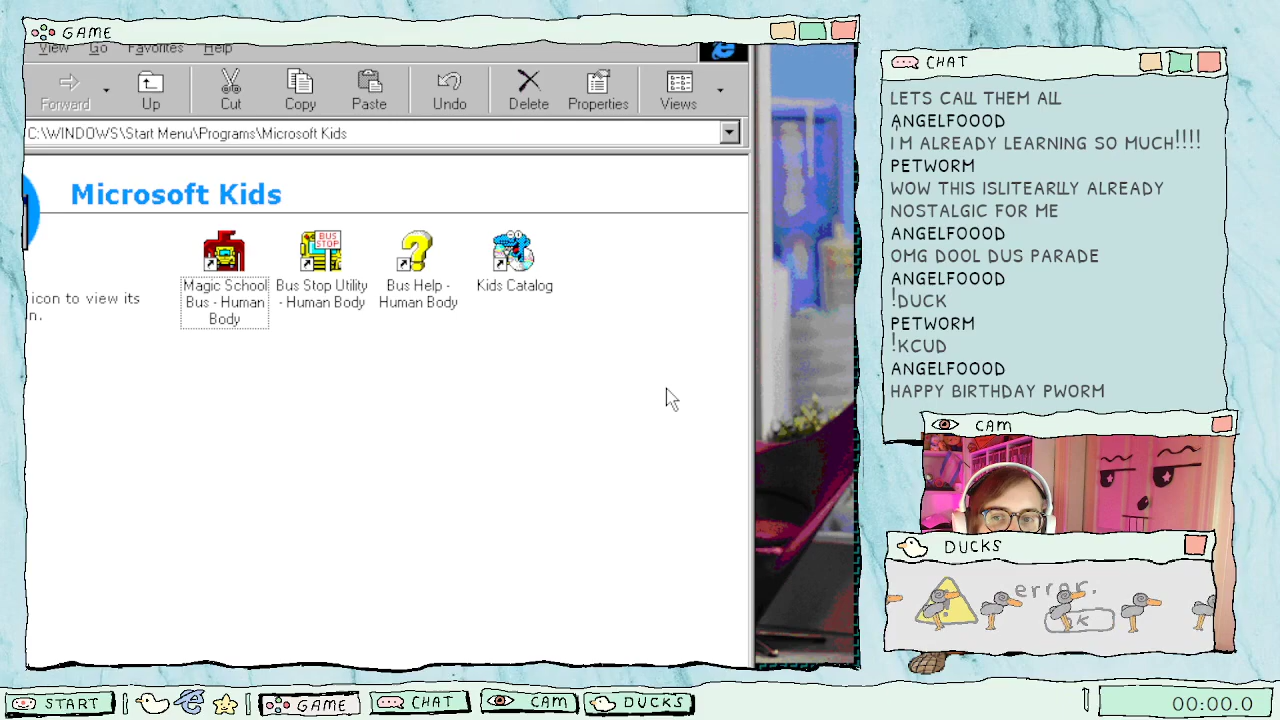 GAME
View Go Favorites Help
Forward Up Cut Copy Paste Undo Delete Properties Views
C:\WINDOWS\Start Menu\Programs\Microsoft Kids
Microsoft Kids
BUS
STOP
Magic School
Bus - Human
Body
Bus Stop Utility
- Human Body
Bus Help -
Human Body
Kids Catalog
icon to view its
n.
CHAT
LETS CALL THEM ALL
ANGELFOOOD
I'M ALREADY LEARNING SO MUCH!!!!
PETWORM
WOW THIS ISLITEARLLY ALREADY
NOSTALGIC FOR ME
ANGELFOOOD
OMG DOOL DUS PARADE
ANGELFOOOD
!DUCK
PETWORM
!KCUD
ANGELFOOOD
HAPPY BIRTHDAY PWORM
CAM
DUCKS
error.
K
START GAME CHAT CAM DUCKS 00:00.0